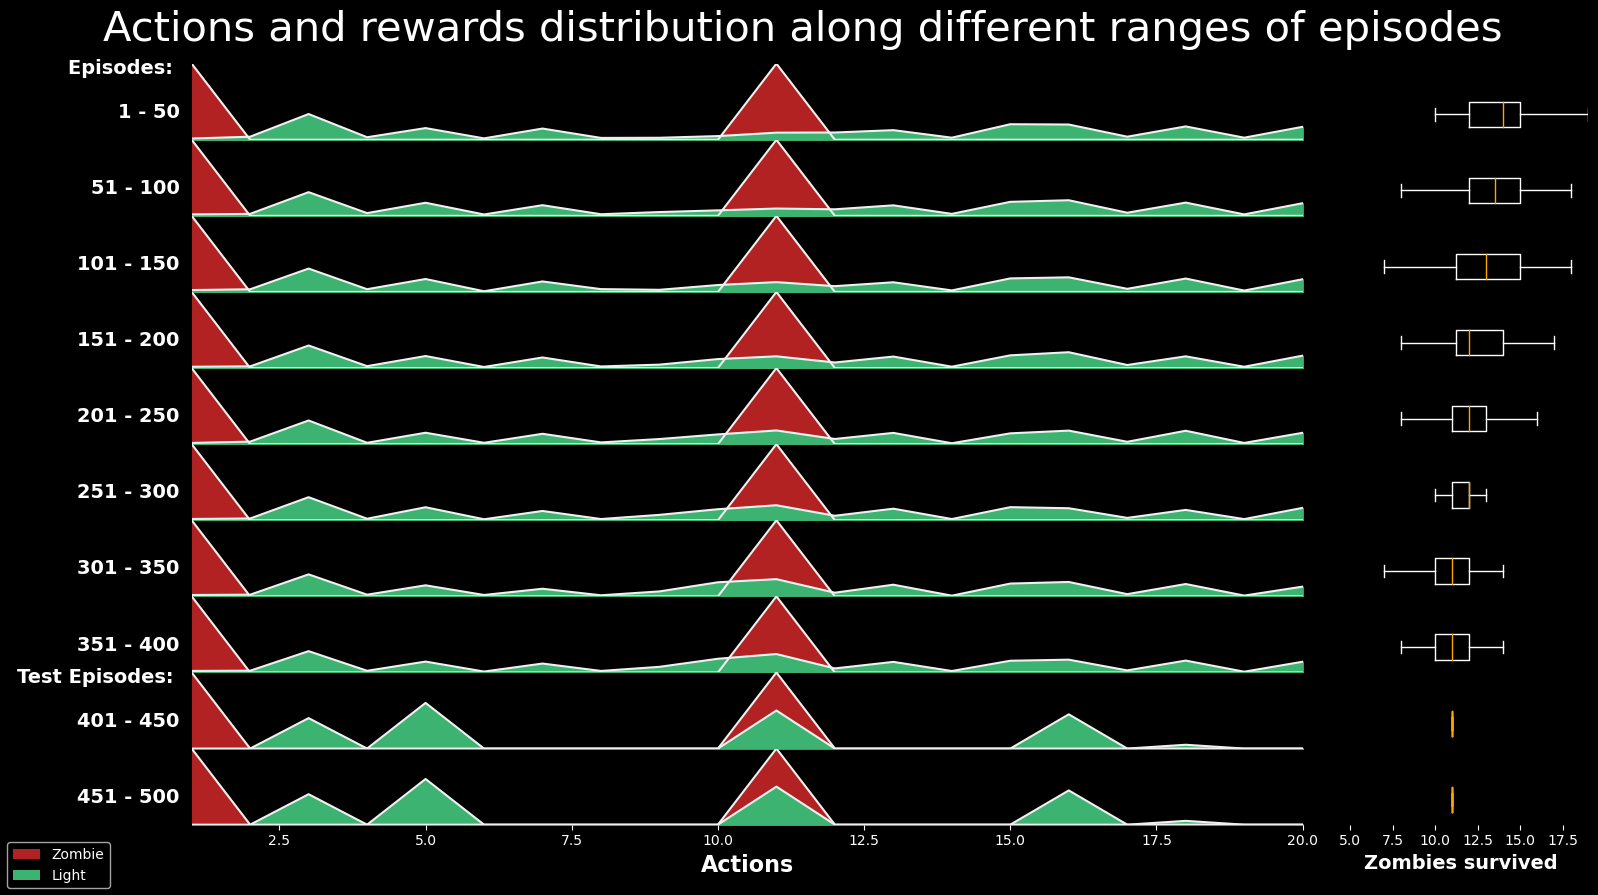 Actions and rewards distribution along different ranges of episodes
Episodes:
1 - 50
51 - 100
101 - 150
151 - 200
201 - 250
251 - 300
301 - 350
351 - 400
Test Episodes:
401 - 450
451 - 500
2.5 5.0 7.5 10.0 12.5 15.0 17.5 20.0
5.0 7.5 10.0 12.5 15.0 17.5
Actions
Zombies survived
Zombie
Light